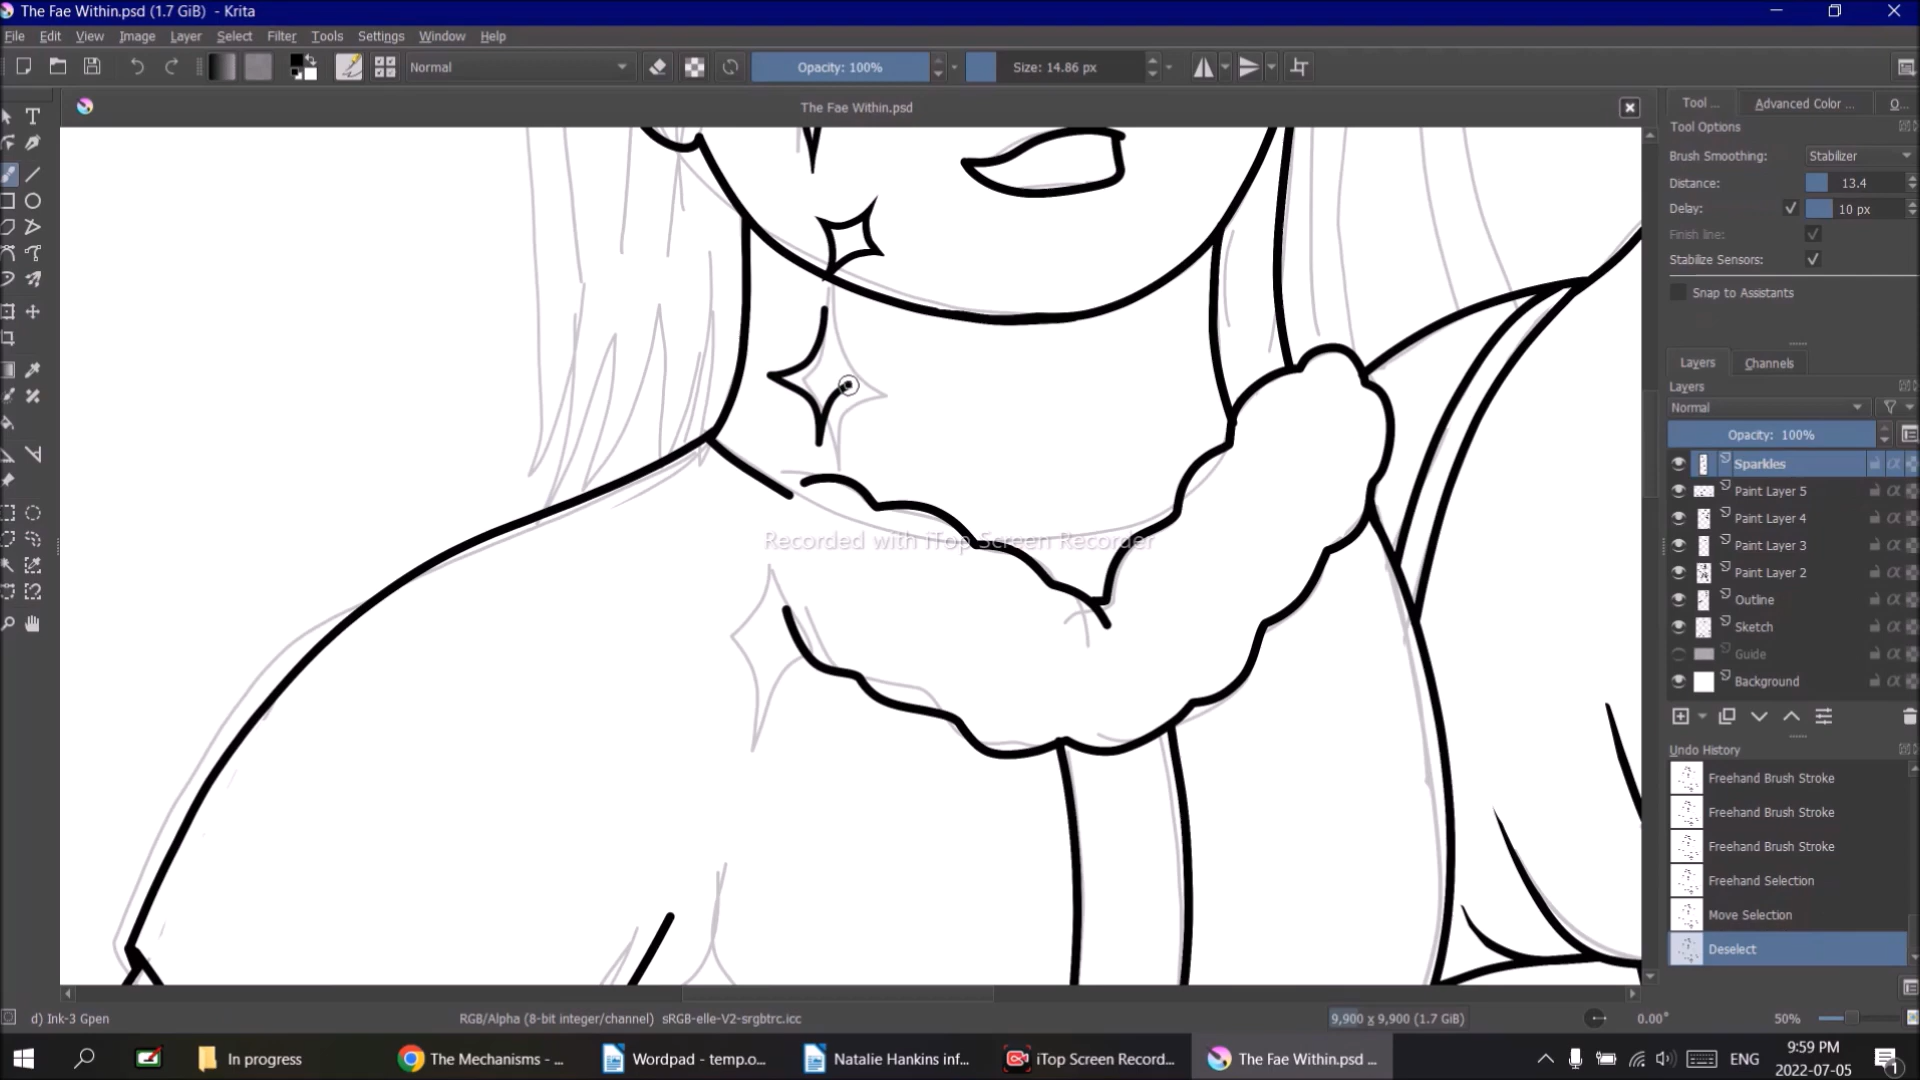 The Fae Within.psd (1.7 GiB)  - Krita
File Edit View Image Layer Select Filter Tools Settings Window Help
Normal Opacity: 100% Size: 14.86 px
The Fae Within.psd
Tool ... Advanced Color ... Q...
Tool Options
Brush Smoothing: Stabilizer
Distance: 13.4
Delay: 10 px
Finish line:
Stabilize Sensors:
Snap to Assistants
Layers Channels
Layers
Normal
Opacity: 100%
Sparkles
Paint Layer 5
Paint Layer 4
Paint Layer 3
Paint Layer 2
Outline
Sketch
Guide
Background
Undo History
Freehand Brush Stroke
Freehand Brush Stroke
Freehand Brush Stroke
Freehand Selection
Move Selection
Deselect
Recorded with iTop Screen Recorder
d) Ink-3 Gpen RGB/Alpha (8-bit integer/channel) sRGB-elle-V2-srgbtrc.icc 9,900 x 9,900 (1.7 GiB) 0.00° 50%
In progress The Mechanisms - ... Wordpad - temp.o... Natalie Hankins inf... iTop Screen Record... The Fae Within.psd ... ENG 9:59 PM
2022-07-05 1